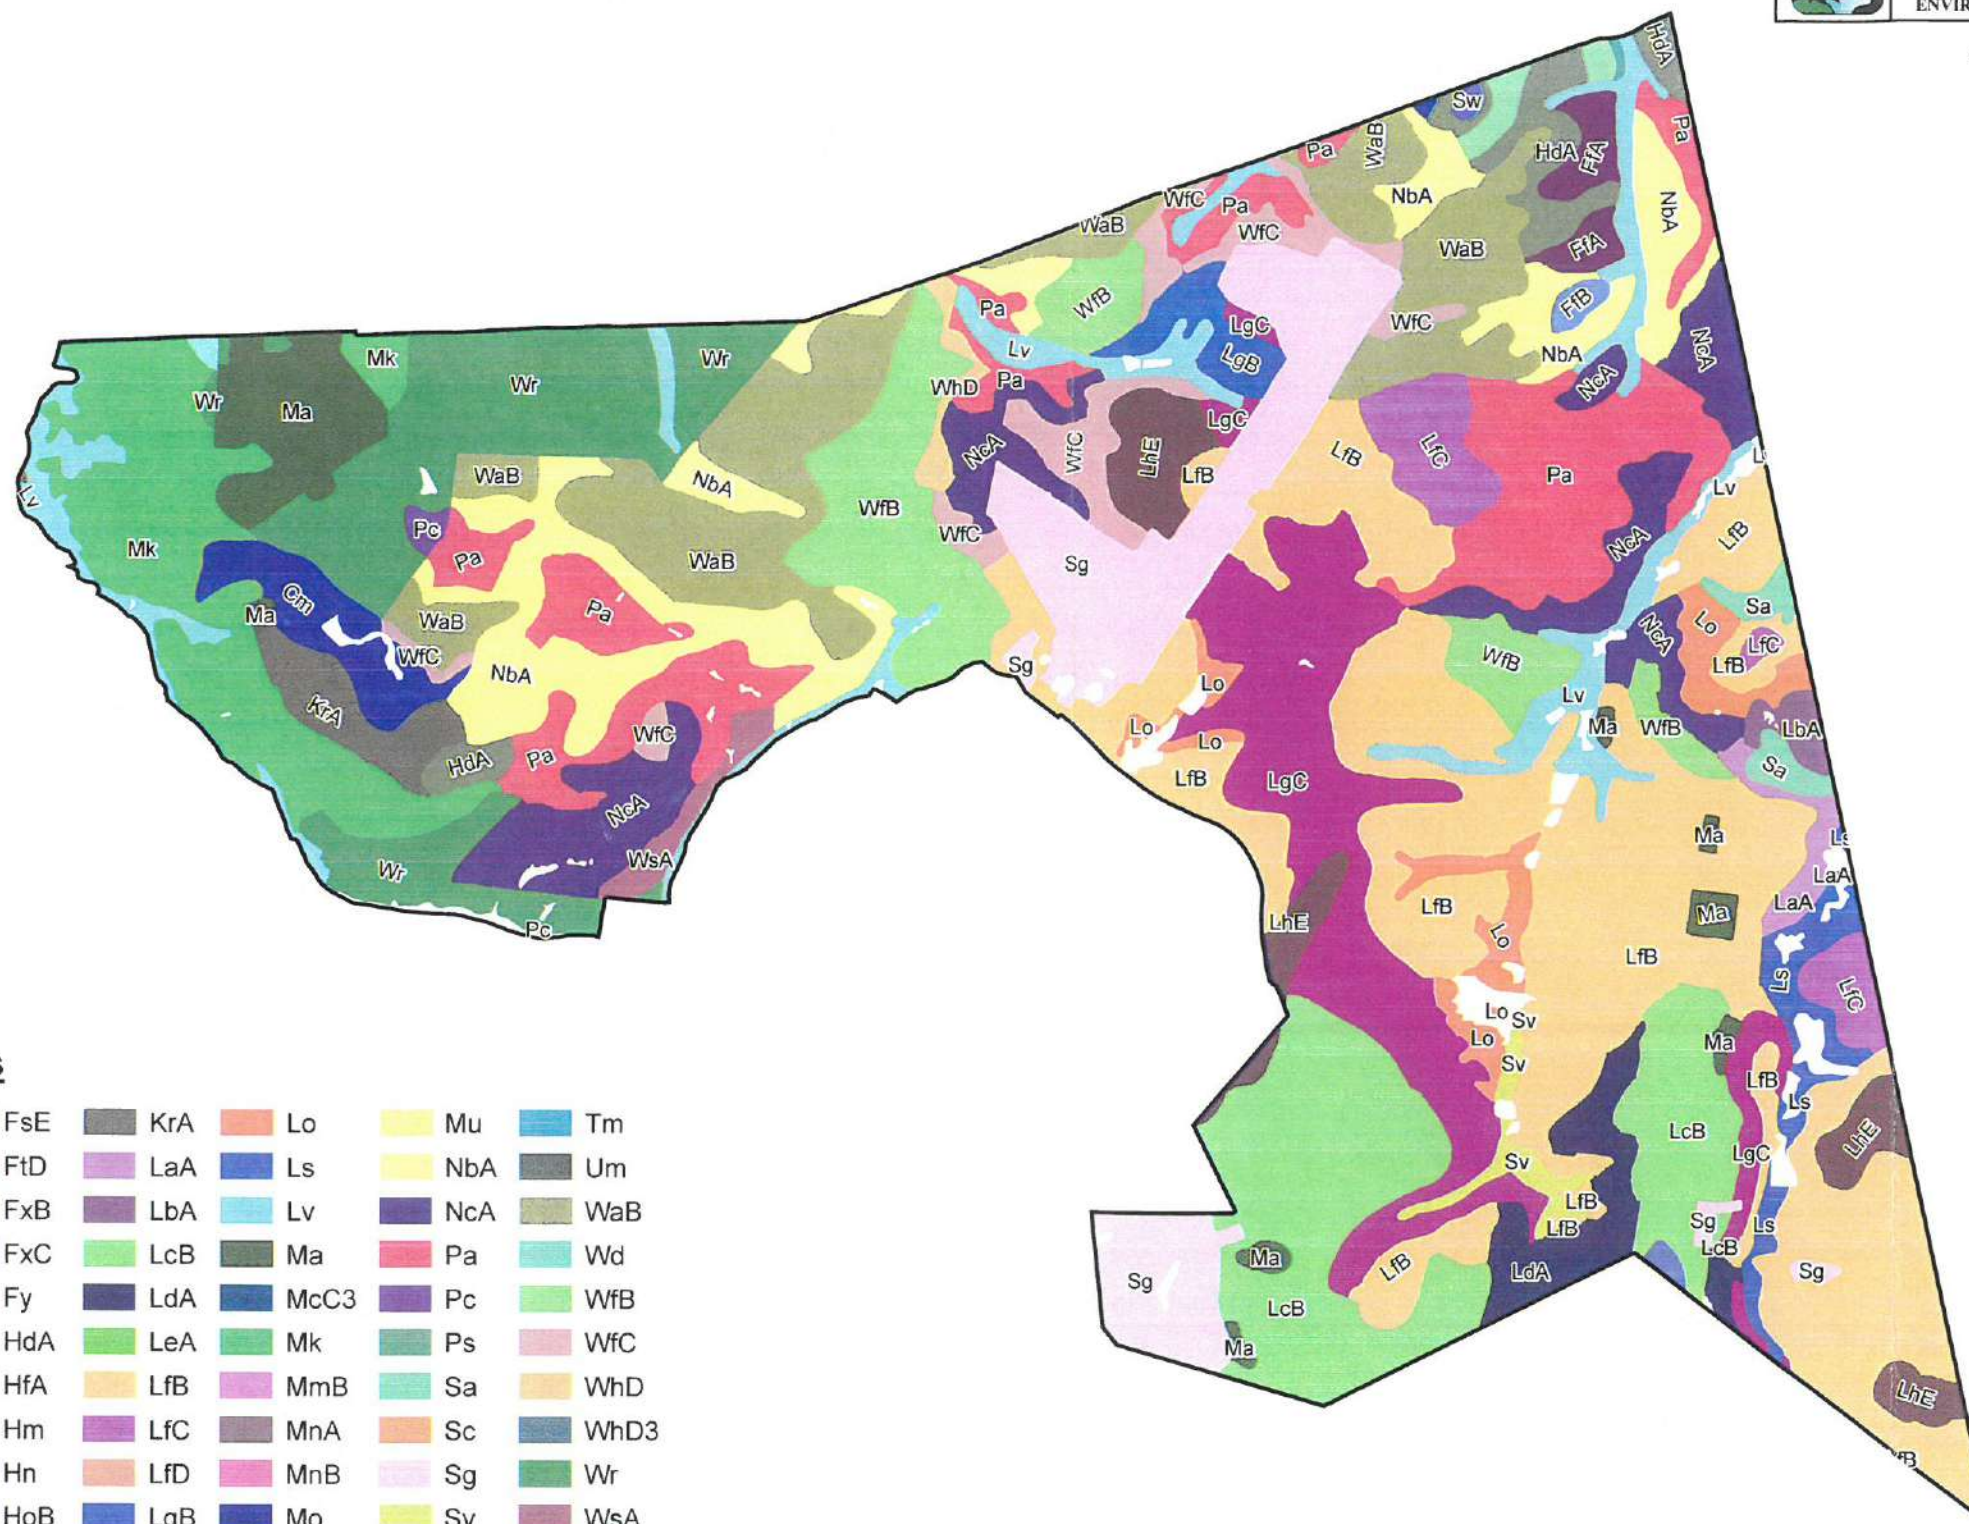 ENVIR
HdA
Sw
Pa
WaB
Pa
HdA
FfA
NbA
WfC
Pa
WaB
WfC
NbA
WaB
FfA
Pa
WfB
FfB
LgC
WfC
Lv
LgB
NbA
NcA
Mk
Wr
Wr
Wr
Ma
WhD
Pa
NcA
LgC
NcA
WfC
LhE
LfB
LfB
LfC
Pa
Lv
WaB
NbA
Lv
WfB
Pc
WfC
LfB
Mk
Pa
WaB
Sg
NcA
Cm
Ma
Pa
WaB
Sa
Lo
NcA
LfC
WfC
Sg
WfB
LfB
NbA
Lo
Lv
KrA
WfC
Lo
Lo
Ma
WfB
LbA
HdA
Pa
LfB
LgC
Sa
NcA
Ma
Ls
WsA
Wr
LaA
LhE
LfB
Ma
LaA
Pc
Lo
LfB
Ls
LfC
Lo
Sv
Lo
Ma
Sv
LfB
Ls
LcB
LhE
LgC
Sv
LfB
LfB
Sg
Ls
LcB
Ma
LfB
LdA
Sg
Sg
LcB
Ma
LhE
fB
FsE KrA Lo Mu Tm
FtD LaA Ls NbA Um
FxB LbA Lv NcA WaB
FxC LcB Ma Pa Wd
Fy LdA McC3 Pc WfB
HdA LeA Mk Ps WfC
HfA LfB MmB Sa WhD
Hm LfC MnA Sc WhD3
Hn LfD MnB Sg Wr
HoB LgB Mo Sv WsA